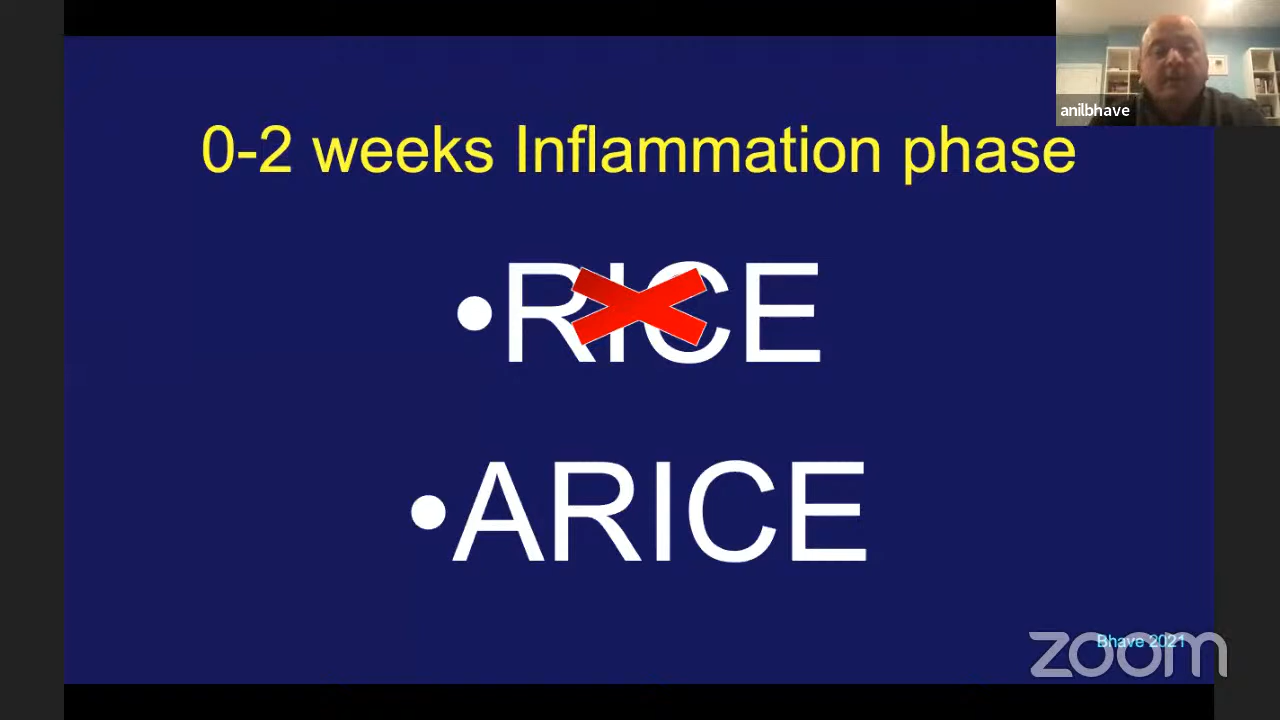 anilbhave
0-2 weeks Inflammation phase
•RICE
•ARICE
Bhave 2021
zoom